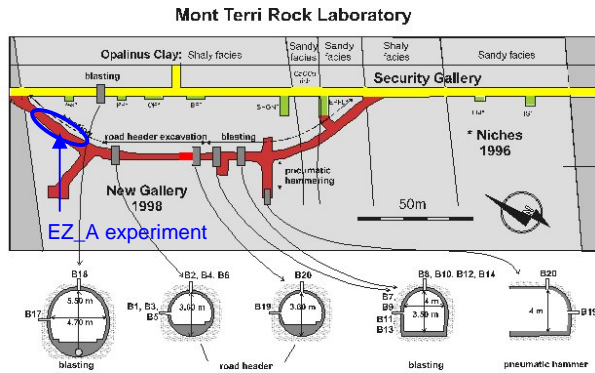 Mont Terri Rock Laboratory
Opalinus Clay: Shaly facies
Sandy facies
Sandy facies
Shaly facies
Sandy facies
blasting
Security Gallery
road header excavation
blasting
* Niches
1996
pneumatic
hammering
New Gallery
1998
50m
N
EZ_A experiment
B18
5.50 m
B17
4.70 m
blasting
B2, B4, B6
B1, B3,
B5
3.60 m
B20
B19
3.80 m
road header
B8, B10, B12, B14
B7
B9
B11
B13
4 m
3.50 m
blasting
B20
4 m
B19
pneumatic hammer